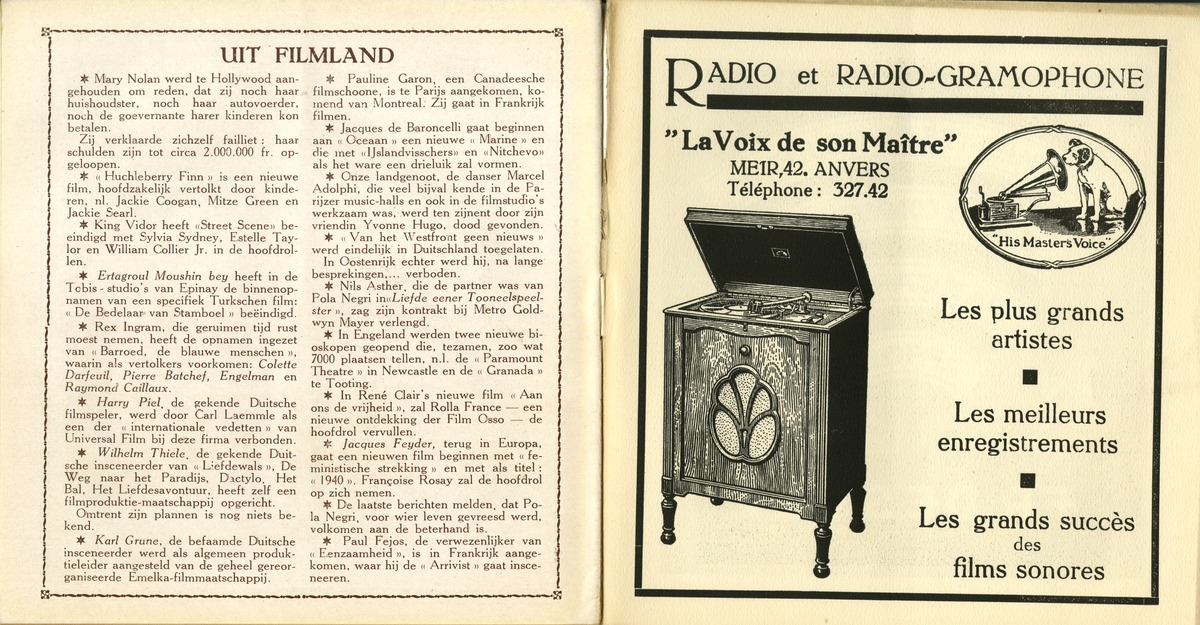 UIT FILMLAND
✶ Mary Nolan werd te Hollywood aan-
gehouden om reden, dat zij noch haar
huishoudster, noch haar autovoerder,
noch de goevernante harer kinderen kon
betalen.
Zij verklaarde zichzelf failliet : haar
schulden zijn tot circa 2.000.000 fr. op-
geloopen.
✶ « Huchleberry Finn » is een nieuwe
film, hoofdzakelijk vertolkt door kinde-
ren, nl. Jackie Coogan, Mitze Green en
Jackie Searl.
✶ King Vidor heeft «Street Scene» be-
eindigd met Sylvia Sydney, Estelle Tay-
lor en William Collier Jr. in de hoofdrol-
len.
✶ Ertagroul Moushin bey heeft in de
Tobis - studio's van Epinay de binnenop-
namen van een specifiek Turkschen film:
« De Bedelaar van Stamboel » beëindigd.
✶ Rex Ingram, die geruimen tijd rust
moest nemen, heeft de opnamen ingezet
van « Barroed, de blauwe menschen »,
waarin als vertolkers voorkomen: Colette
Darfeuil, Pierre Batchef, Engelman en
Raymond Caillaux.
✶ Harry Piel, de gekende Duitsche
filmspeler, werd door Carl Laemmle als
een der « internationale vedetten » van
Universal Film bij deze firma verbonden.
✶ Wilhelm Thiele, de gekende Duit-
sche insceneerder van « Liefdewals », De
Weg naar het Paradijs, Dactylo, Het
Bal, Het Liefdesavontuur, heeft zelf een
filmproduktie-maatschappij opgericht.
Omtrent zijn plannen is nog niets be-
kend.
✶ Karl Grune, de befaamde Duitsche
insceneerder werd als algemeen produk-
tieleider aangesteld van de geheel gereor-
ganiseerde Emelka-filmmaatschappij.
✶ Pauline Garon, een Canadeesche
filmschoone, is te Parijs aangekomen, ko-
mend van Montreal. Zij gaat in Frankrijk
filmen.
✶ Jacques de Baroncelli gaat beginnen
aan « Oceaan » een nieuwe « Marine » en
die met «IJslandvisschers» en «Nitchevo»
als het ware een drieluik zal vormen.
✶ Onze landgenoot, de danser Marcel
Adolphi, die veel bijval kende in de Pa-
rijzer music-halls en ook in de filmstudio's
werkzaam was, werd ten zijnent door zijn
vriendin Yvonne Hugo, dood gevonden.
✶ « Van het Westfront geen nieuws »
werd eindelijk in Duitschland toegelaten.
In Oostenrijk echter werd hij, na lange
besprekingen,... verboden.
✶ Nils Asther, die de partner was van
Pola Negri in«Liefde eener Tooneelspeel-
ster », zag zijn kontrakt bij Metro Gold-
wyn Mayer verlengd.
✶ In Engeland werden twee nieuwe bi-
oskopen geopend die, tezamen, zoo wat
7000 plaatsen tellen, n.l. de « Paramount
Theatre » in Newcastle en de « Granada »
te Tooting.
✶ In René Clair's nieuwe film « Aan
ons de vrijheid », zal Rolla France — een
nieuwe ontdekking der Film Osso — de
hoofdrol vervullen.
✶ Jacques Feyder, terug in Europa,
gaat een nieuwen film beginnen met « fe-
ministische strekking » en met als titel :
« 1940 ». Françoise Rosay zal de hoofdrol
op zich nemen.
✶ De laatste berichten melden, dat Po-
la Negri, voor wier leven gevreesd werd,
volkomen aan de beterhand is.
✶ Paul Fejos, de verwezenlijker van
« Eenzaamheid », is in Frankrijk aange-
komen, waar hij de « Arrivist » gaat insce-
neeren.
RADIO et RADIO-GRAMOPHONE
"La Voix de son Maître"
MEIR, 42. ANVERS
Téléphone : 327.42
"His Master's Voice"
Les plus grands
artistes
■
Les meilleurs
enregistrements
■
Les grands succès
des
films sonores